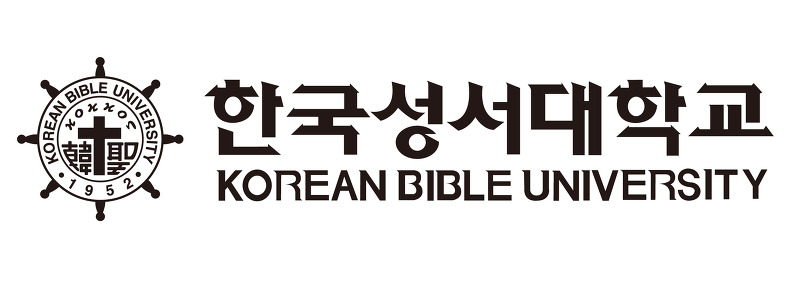 KOREAN BIBLE UNIVERSITY
韓 聖
· 1952 ·
한국성서대학교
KOREAN BIBLE UNIVERSITY